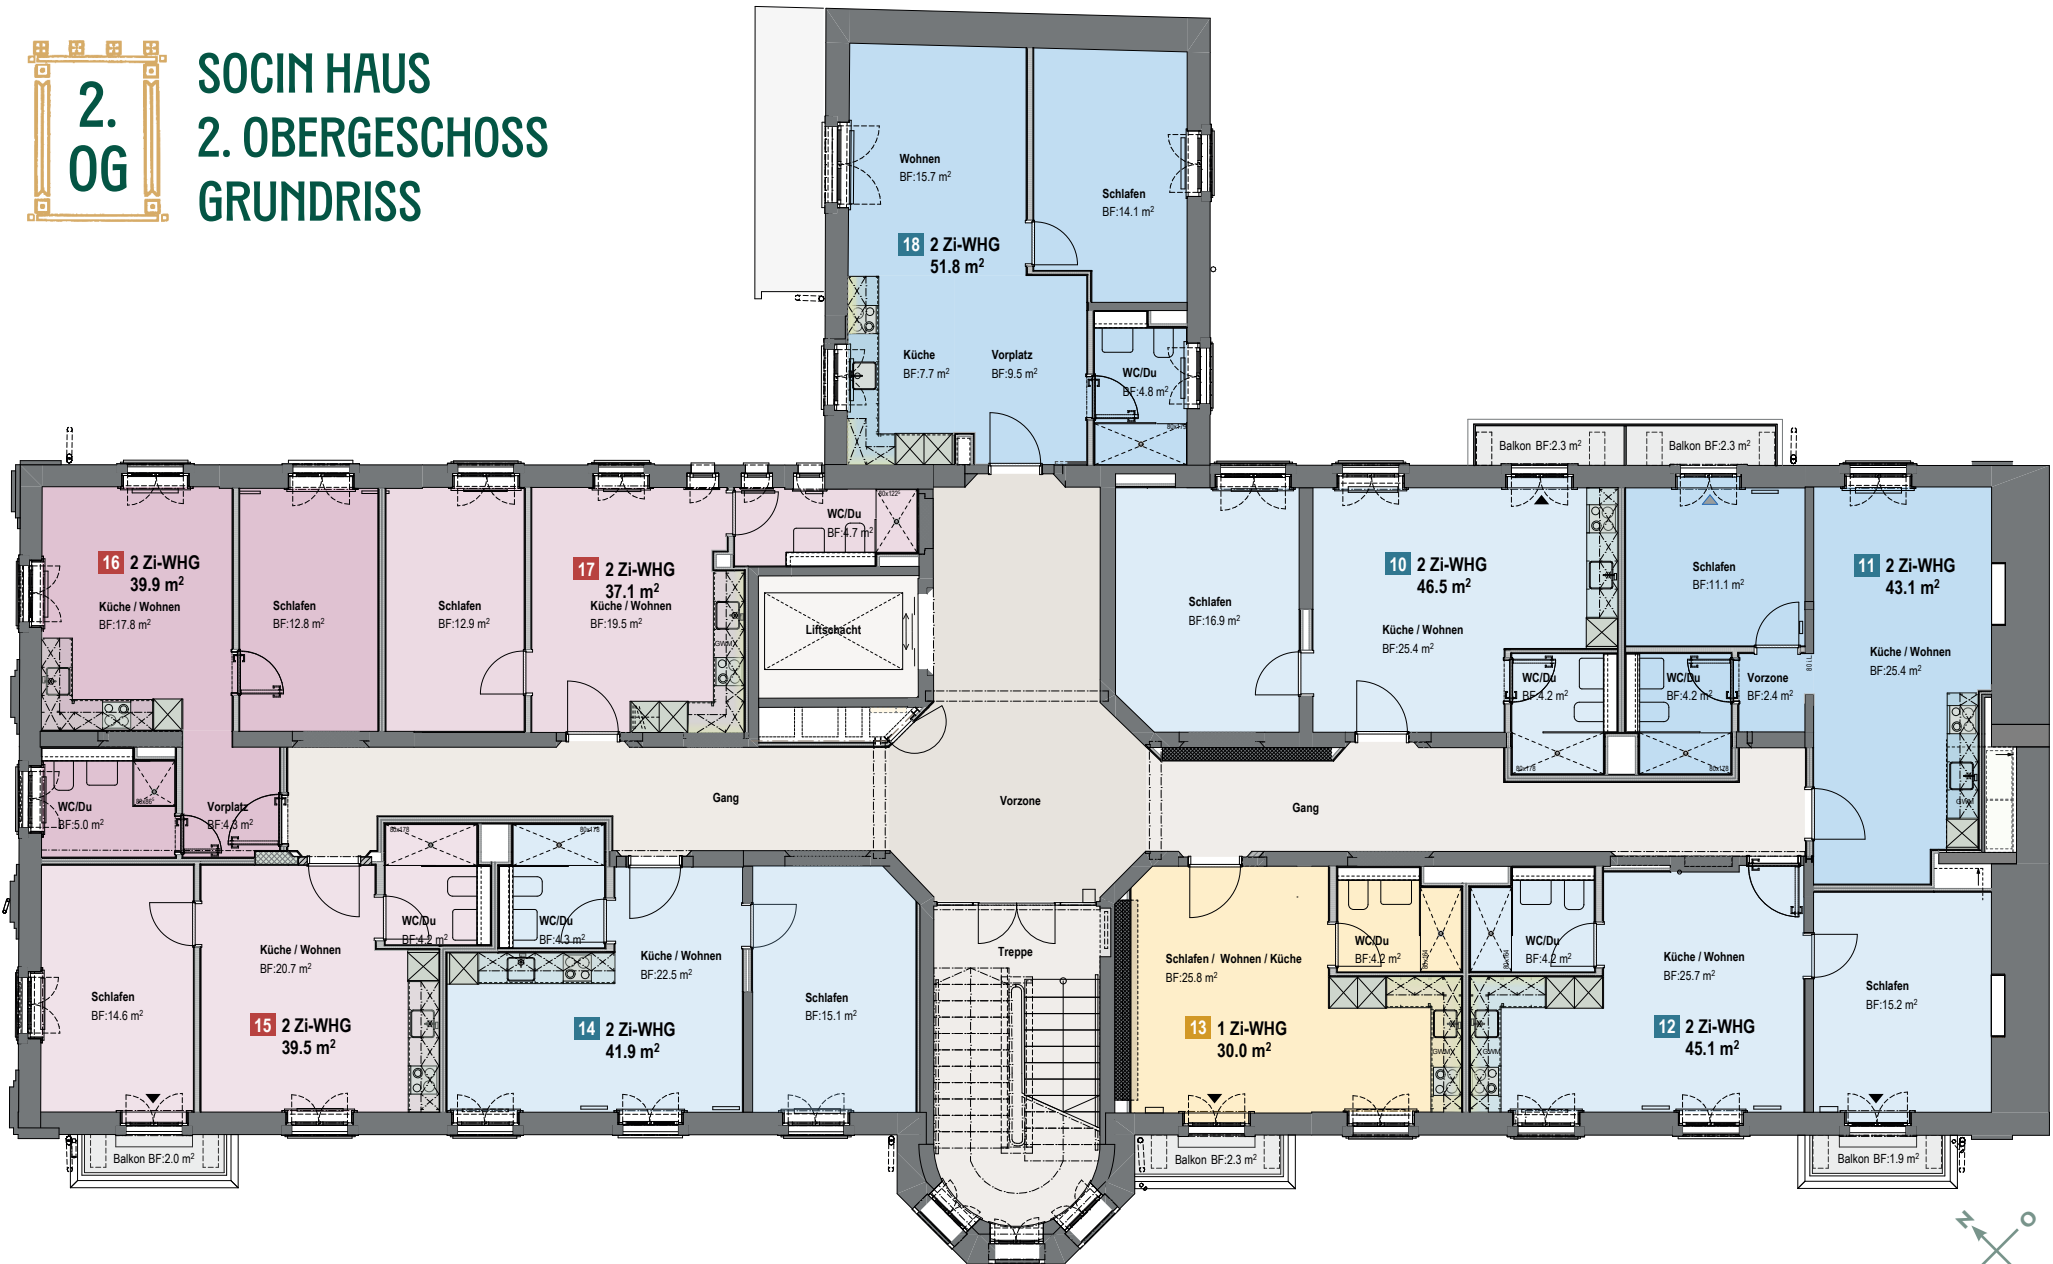 2.
OG
SOCIN HAUS
2. OBERGESCHOSS
GRUNDRISS
Wohnen
BF:15.7 m²
Schlafen
BF:14.1 m²
18 2 Zi-WHG
51.8 m²
Küche
BF:7.7 m²
Vorplatz
BF:9.5 m²
WC/Du
BF:4.8 m²
Balkon BF:2.3 m²
Balkon BF:2.3 m²
16 2 Zi-WHG
39.9 m²
Küche / Wohnen
BF:17.8 m²
Schlafen
BF:12.8 m²
Schlafen
BF:12.9 m²
17 2 Zi-WHG
37.1 m²
Küche / Wohnen
BF:19.5 m²
WC/Du
BF:4.7 m²
Liftschacht
Schlafen
BF:16.9 m²
10 2 Zi-WHG
46.5 m²
Küche / Wohnen
BF:25.4 m²
WC/Du
BF:4.2 m²
80x178
Schlafen
BF:11.1 m²
WC/Du
BF:4.2 m²
80x178
Vorzone
BF:2.4 m²
11 2 Zi-WHG
43.1 m²
Küche / Wohnen
BF:25.4 m²
WC/Du
BF:5.0 m²
Vorplatz
BF:4.3 m²
Gang
Vorzone
Gang
80x178
80x178
Schlafen
BF:14.6 m²
Küche / Wohnen
BF:20.7 m²
15 2 Zi-WHG
39.5 m²
WC/Du
BF:4.2 m²
WC/Du
BF:4.3 m²
Küche / Wohnen
BF:22.5 m²
14 2 Zi-WHG
41.9 m²
Schlafen
BF:15.1 m²
Treppe
Schlafen / Wohnen / Küche
BF:25.8 m²
13 1 Zi-WHG
30.0 m²
WC/Du
BF:4.2 m²
WC/Du
BF:4.2 m²
Küche / Wohnen
BF:25.7 m²
12 2 Zi-WHG
45.1 m²
Schlafen
BF:15.2 m²
Balkon BF:2.0 m²
Balkon BF:2.3 m²
Balkon BF:1.9 m²
N O